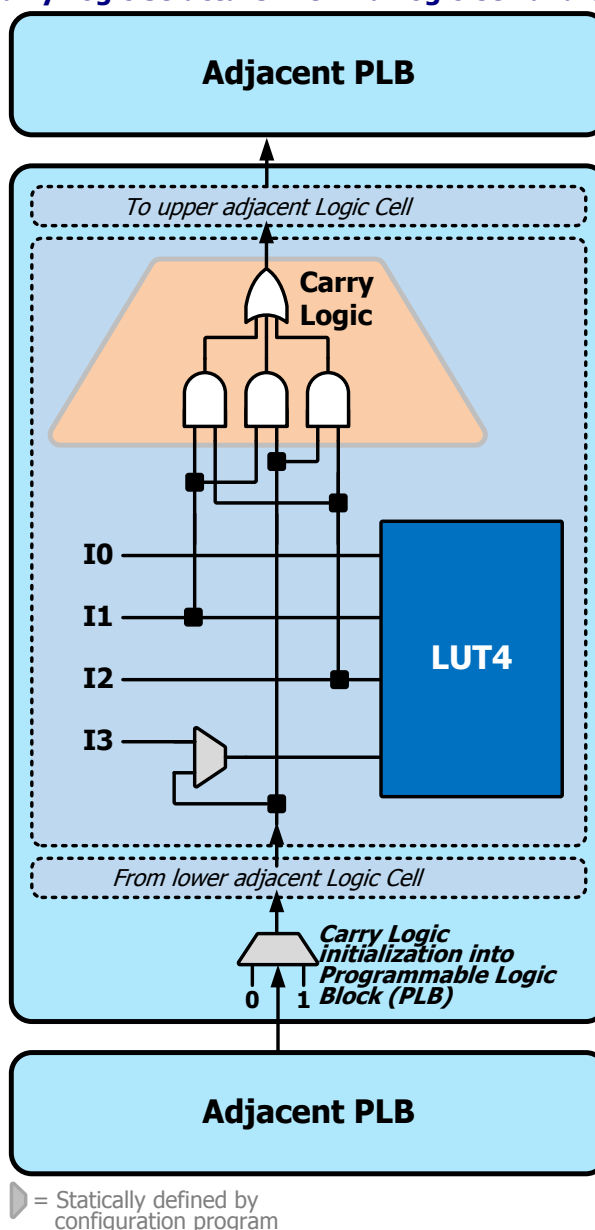 Adjacent PLB
To upper adjacent Logic Cell
Carry
Logic
I0
I1
LUT4
I2
I3
From lower adjacent Logic Cell
Carry Logic
initialization into
Programmable Logic
0 1 Block (PLB)
Adjacent PLB
= Statically defined by
configuration program